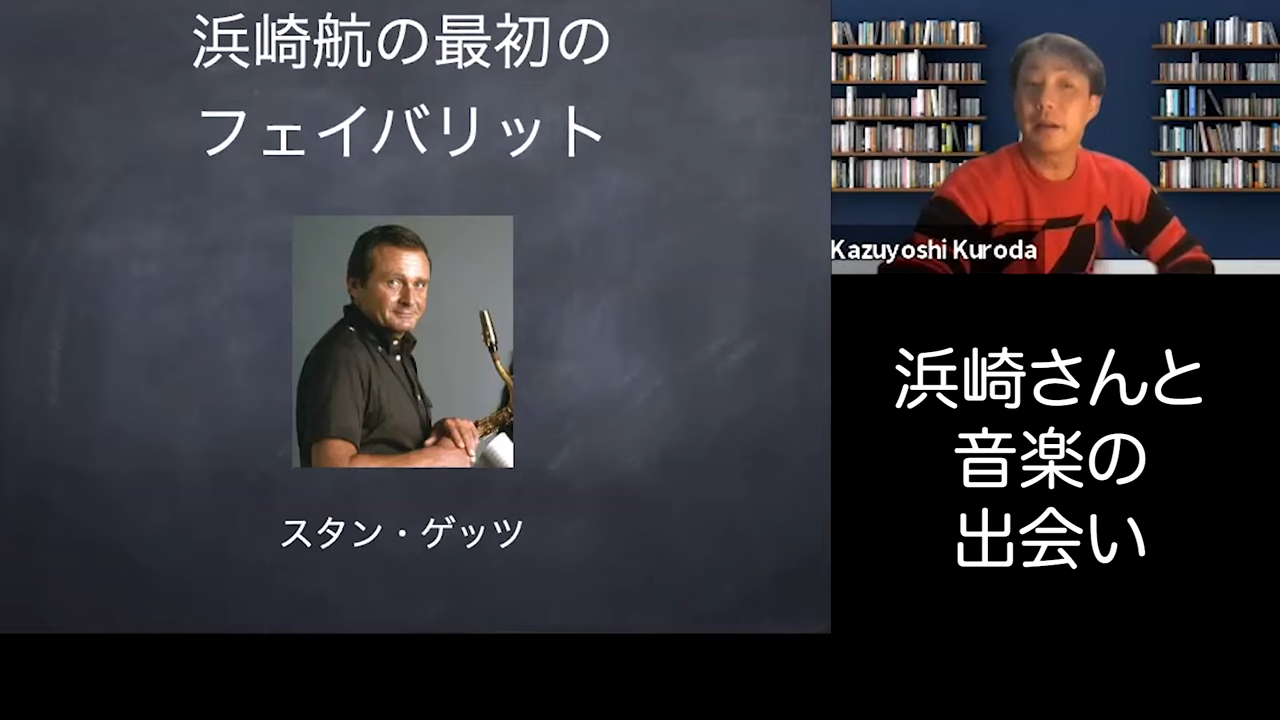 浜崎航の最初の
フェイバリット
スタン・ゲッツ
Kazuyoshi Kuroda
浜崎さんと
音楽の
出会い